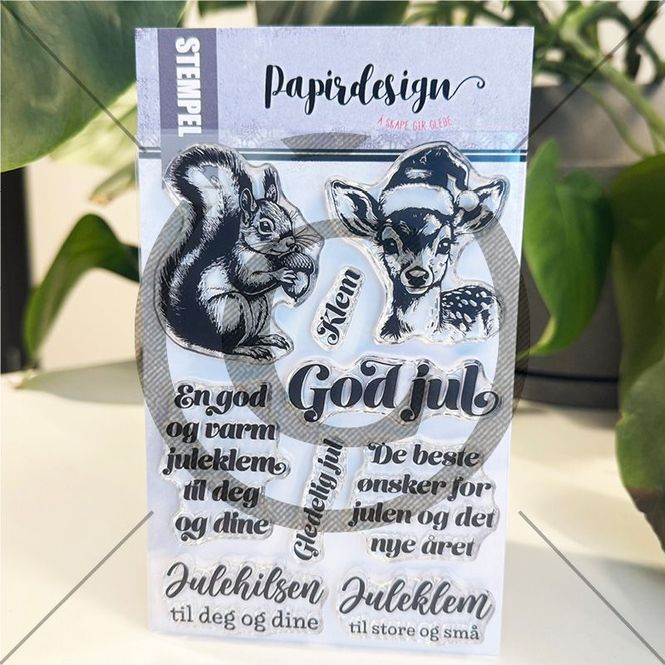 STEMPEL
Papirdesign
Å SKAPE GIR GLEDE
Klem
God jul
En god
og varm
juleklem
til deg
og dine
Gledelig jul
De beste
ønsker for
julen og det
nye året
Julehilsen
til deg og dine
Juleklem
til store og små